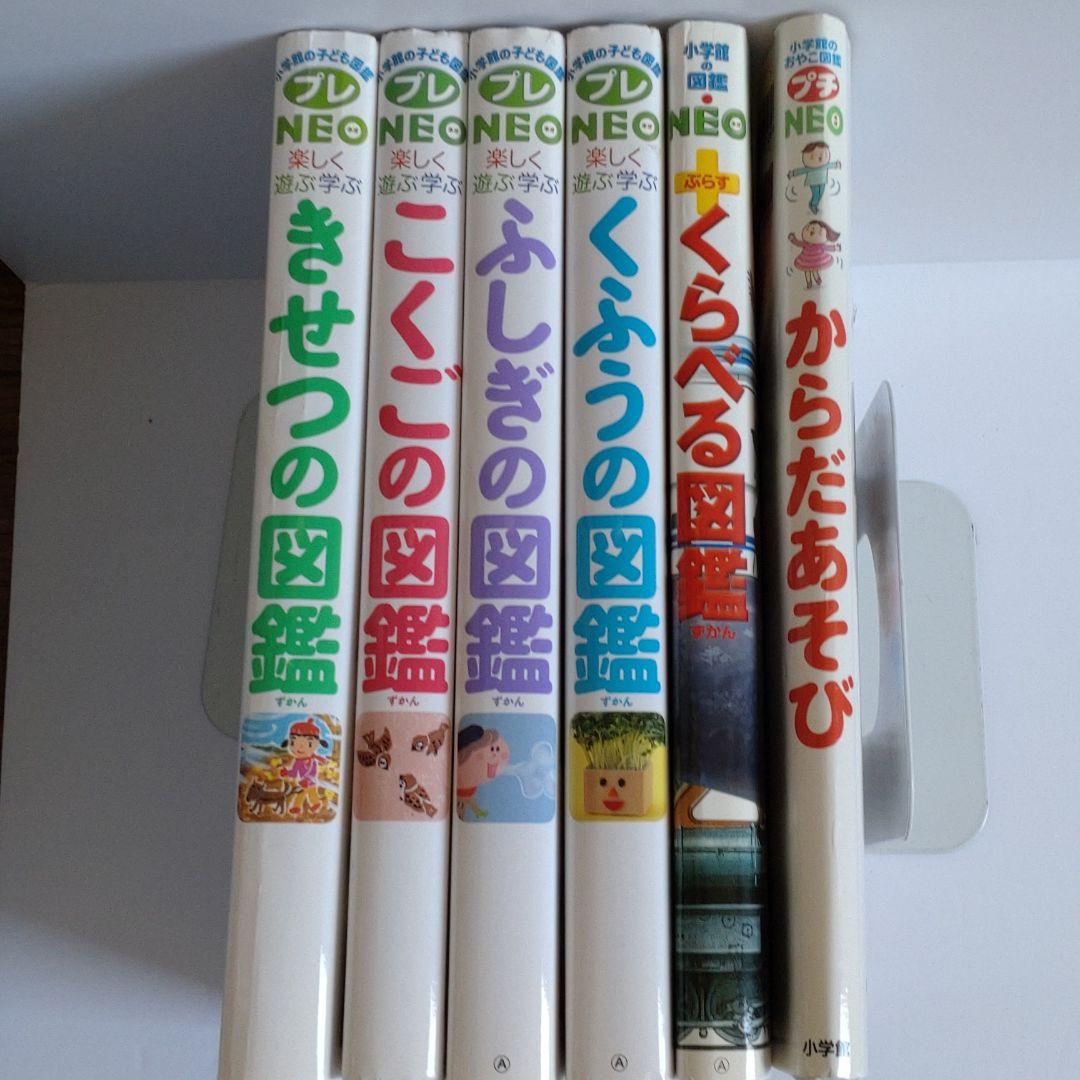 小学館の子ども図鑑
プレ
NEO
楽しく
遊ぶ学ぶ
きせつの図鑑
ずかん
小学館の子ども図鑑
プレ
NEO
楽しく
遊ぶ学ぶ
こくごの図鑑
ずかん
小学館の子ども図鑑
プレ
NEO
楽しく
遊ぶ学ぶ
ふしぎの図鑑
ずかん
A
小学館の子ども図鑑
プレ
NEO
楽しく
遊ぶ学ぶ
くふうの図鑑
ずかん
A
小学館
の
図鑑
NEO
ぷらす
くらべる図鑑
ずかん
A
小学館の
おやこ図鑑
プチ
NEO
からだあそび
小学館